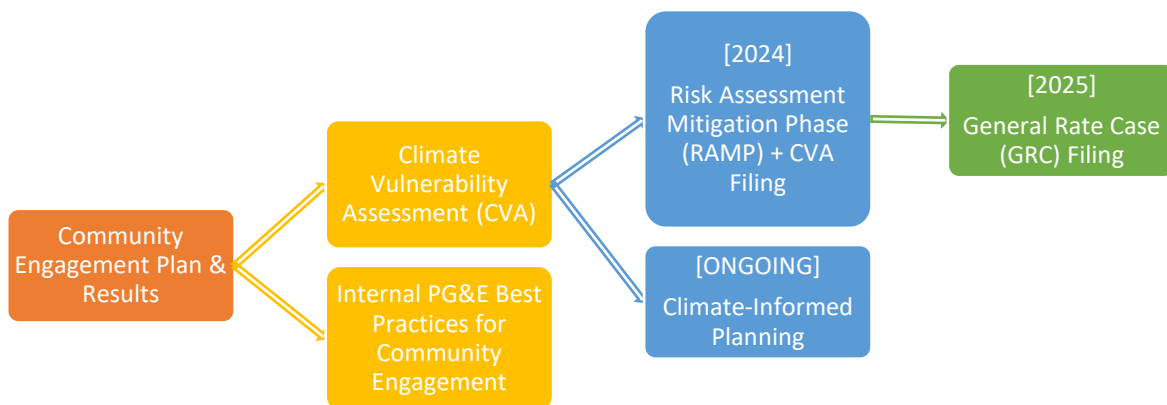 Community
Engagement Plan &
Results
Climate
Vulnerability
Assessment (CVA)
Internal PG&E Best
Practices for
Community
Engagement
[2024]
Risk Assessment
Mitigation Phase
(RAMP) + CVA
Filing
[ONGOING]
Climate-Informed
Planning
[2025]
General Rate Case
(GRC) Filing